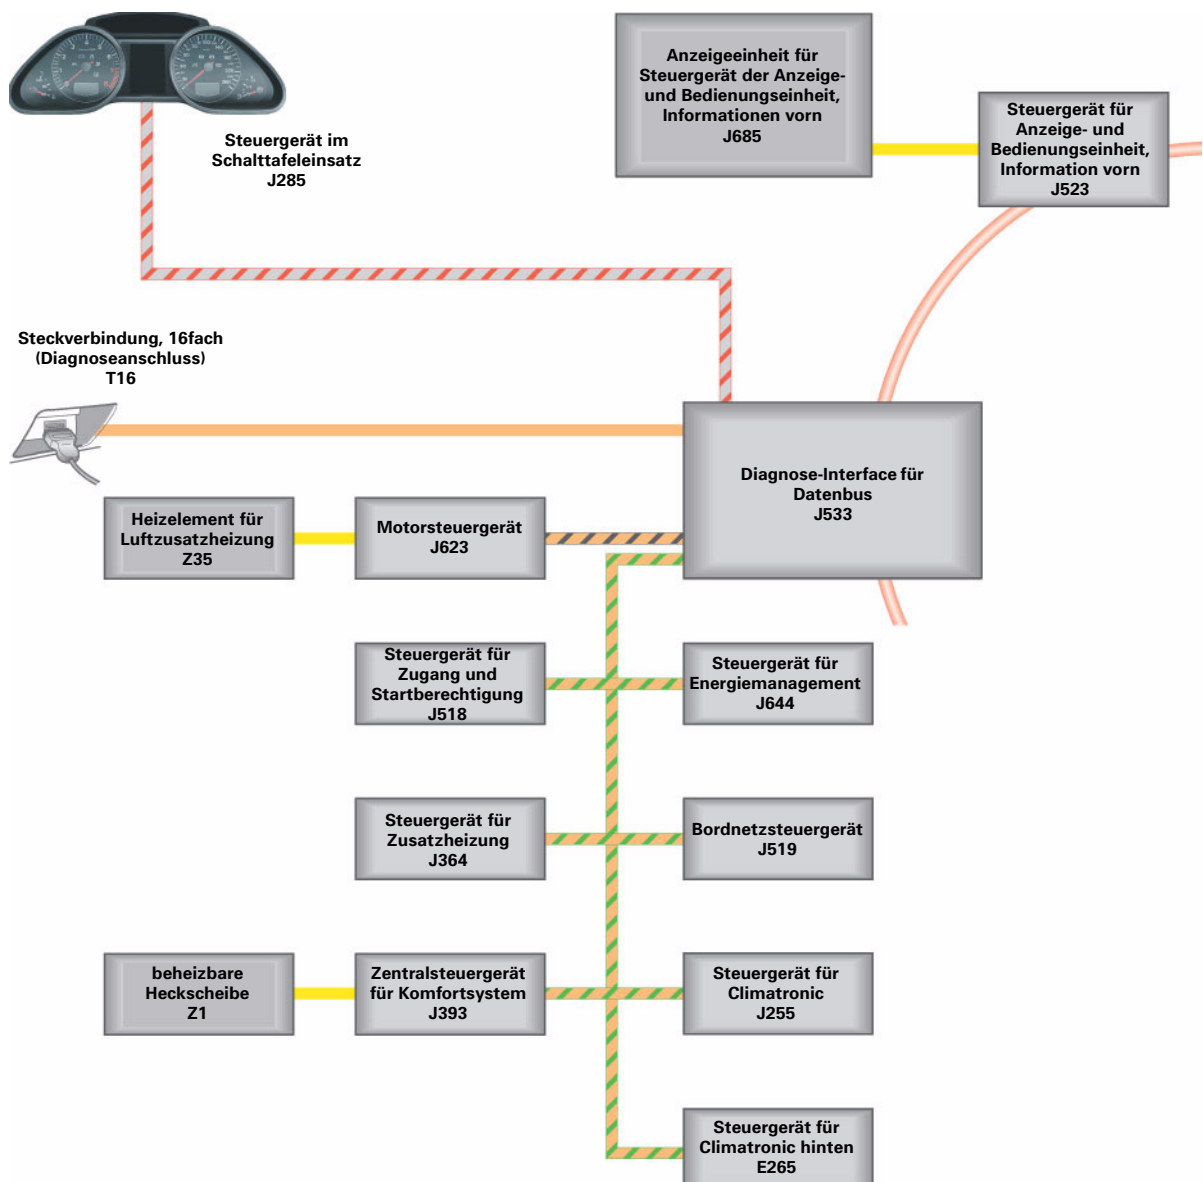 Anzeigeeinheit für
Steuergerät der Anzeige-
und Bedienungseinheit,
Informationen vorn
J685
Steuergerät für
Anzeige- und
Bedienungseinheit,
Information vorn
J523
Steuergerät im
Schalttafeleinsatz
J285
Steckverbindung, 16fach
(Diagnoseanschluss)
T16
Diagnose-Interface für
Datenbus
J533
Heizelement für
Luftzusatzheizung
Z35
Motorsteuergerät
J623
Steuergerät für
Zugang und
Startberechtigung
J518
Steuergerät für
Energiemanagement
J644
Steuergerät für
Zusatzheizung
J364
Bordnetzsteuergerät
J519
beheizbare
Heckscheibe
Z1
Zentralsteuergerät
für Komfortsystem
J393
Steuergerät für
Climatronic
J255
Steuergerät für
Climatronic hinten
E265